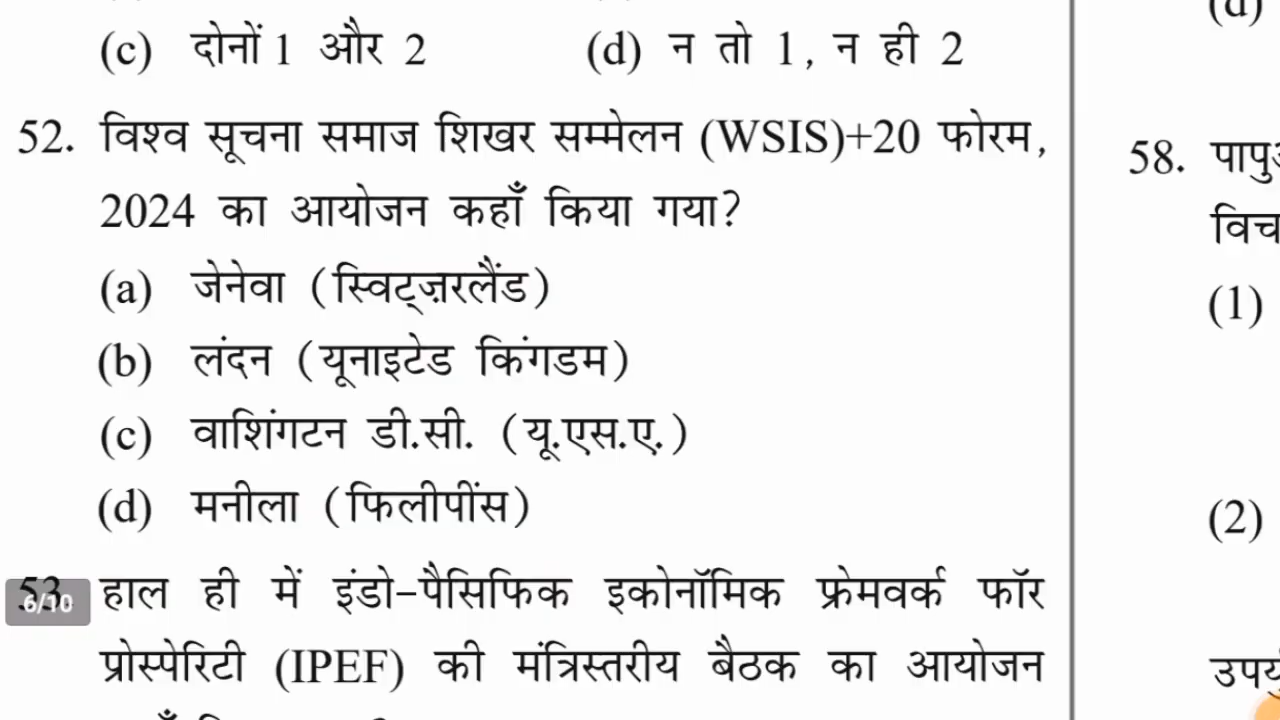 (c) दोनों 1 और 2 (d) न तो 1, न ही 2
52. विश्व सूचना समाज शिखर सम्मेलन (WSIS)+20 फोरम,
2024 का आयोजन कहाँ किया गया?
(a) जेनेवा (स्विट्ज़रलैंड)
(b) लंदन (यूनाइटेड किंगडम)
(c) वाशिंगटन डी.सी. (यू.एस.ए.)
(d) मनीला (फिलीपींस)
53. हाल ही में इंडो-पैसिफिक इकोनॉमिक फ्रेमवर्क फॉर
6/10
प्रोस्पेरिटी (IPEF) की मंत्रिस्तरीय बैठक का आयोजन
(d)
58.
(1)
(2)